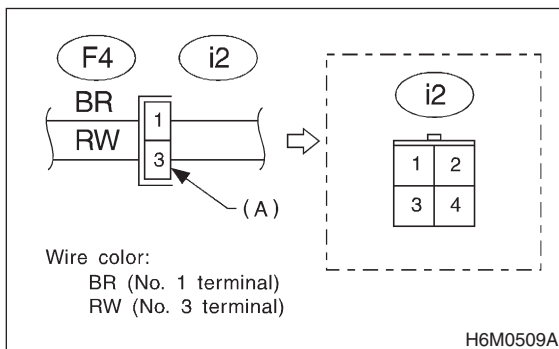 F4 i2
BR
RW
1
3
(A)
i2
1 2
3 4
Wire color:
BR (No. 1 terminal)
RW (No. 3 terminal)
H6M0509A